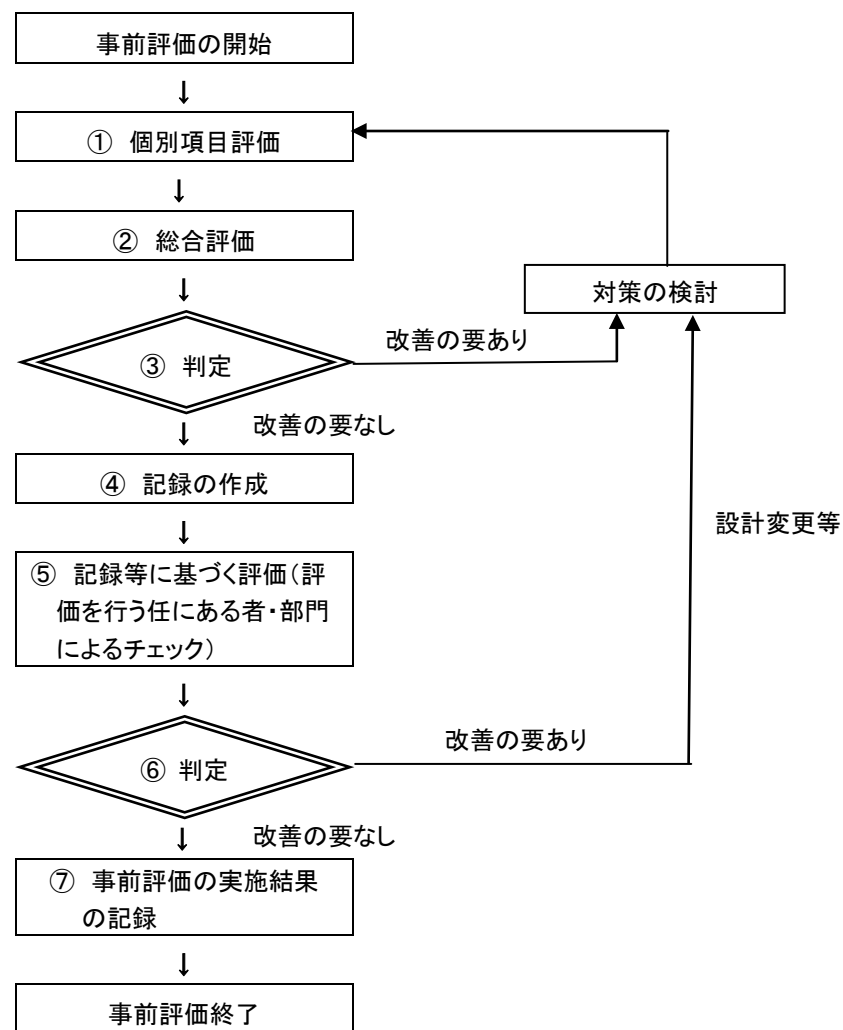 事前評価の開始
① 個別項目評価
② 総合評価
対策の検討
③ 判定
改善の要あり
改善の要なし
④ 記録の作成
設計変更等
⑤ 記録等に基づく評価(評
価を行う任にある者・部門
によるチェック)
⑥ 判定
改善の要あり
改善の要なし
⑦ 事前評価の実施結果
の記録
事前評価終了